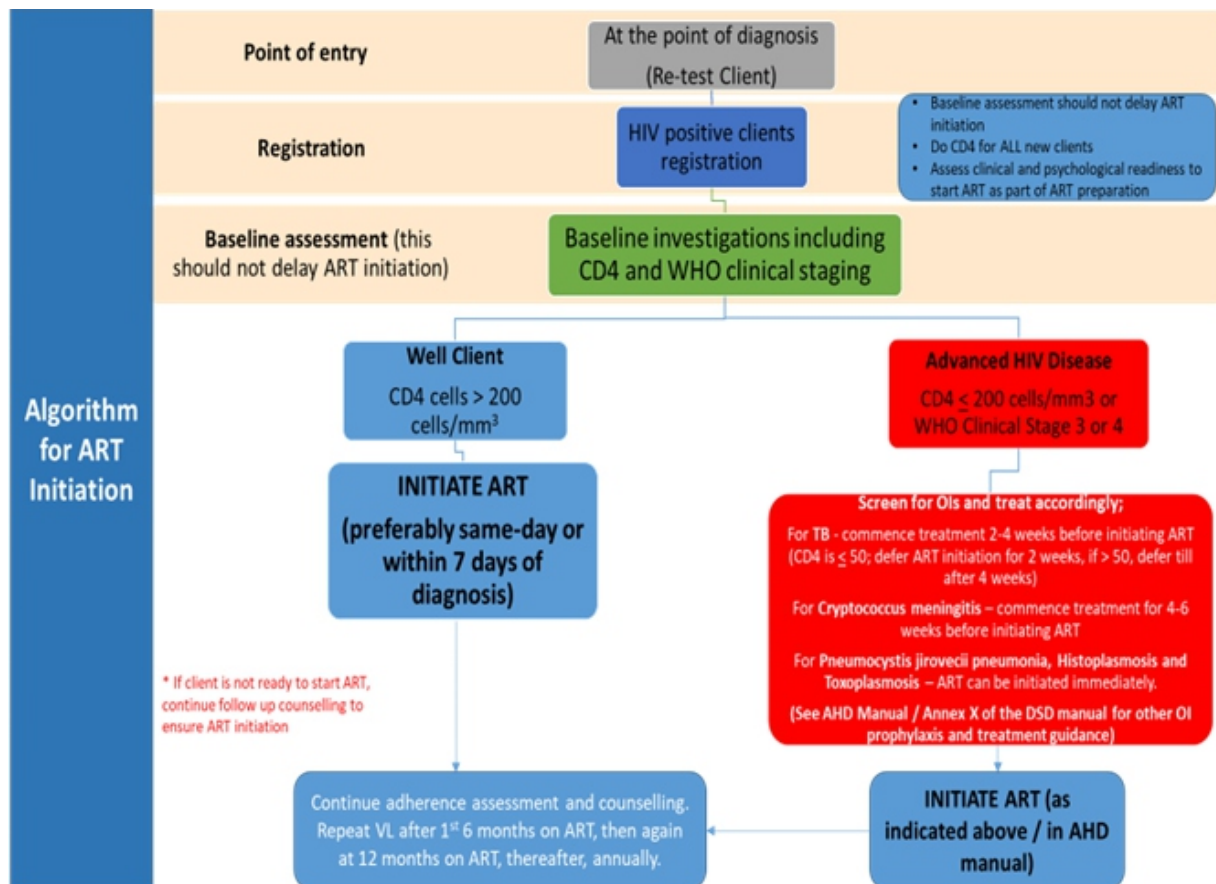 Algorithm
for ART
Initiation
Point of entry
At the point of diagnosis
(Re-test Client)
Registration
HIV positive clients
registration
• Baseline assessment should not delay ART
initiation
• Do CD4 for ALL new clients
• Assess clinical and psychological readiness to
start ART as part of ART preparation
Baseline assessment (this
should not delay ART initiation)
Baseline investigations including
CD4 and WHO clinical staging
Well Client
CD4 cells > 200
cells/mm³
INITIATE ART
(preferably same-day or
within 7 days of
diagnosis)
Advanced HIV Disease
CD4 ≤ 200 cells/mm3 or
WHO Clinical Stage 3 or 4
Screen for OIs and treat accordingly;
For TB - commence treatment 2-4 weeks before initiating ART
(CD4 is ≤ 50; defer ART initiation for 2 weeks, if > 50, defer till
after 4 weeks)
For Cryptococcus meningitis – commence treatment for 4-6
weeks before initiating ART
For Pneumocystis jirovecii pneumonia, Histoplasmosis and
Toxoplasmosis – ART can be initiated immediately.
(See AHD Manual / Annex X of the DSD manual for other OI
prophylaxis and treatment guidance)
* If client is not ready to start ART,
continue follow up counselling to
ensure ART initiation
Continue adherence assessment and counselling.
Repeat VL after 1st 6 months on ART, then again
at 12 months on ART, thereafter, annually.
INITIATE ART (as
indicated above / in AHD
manual)